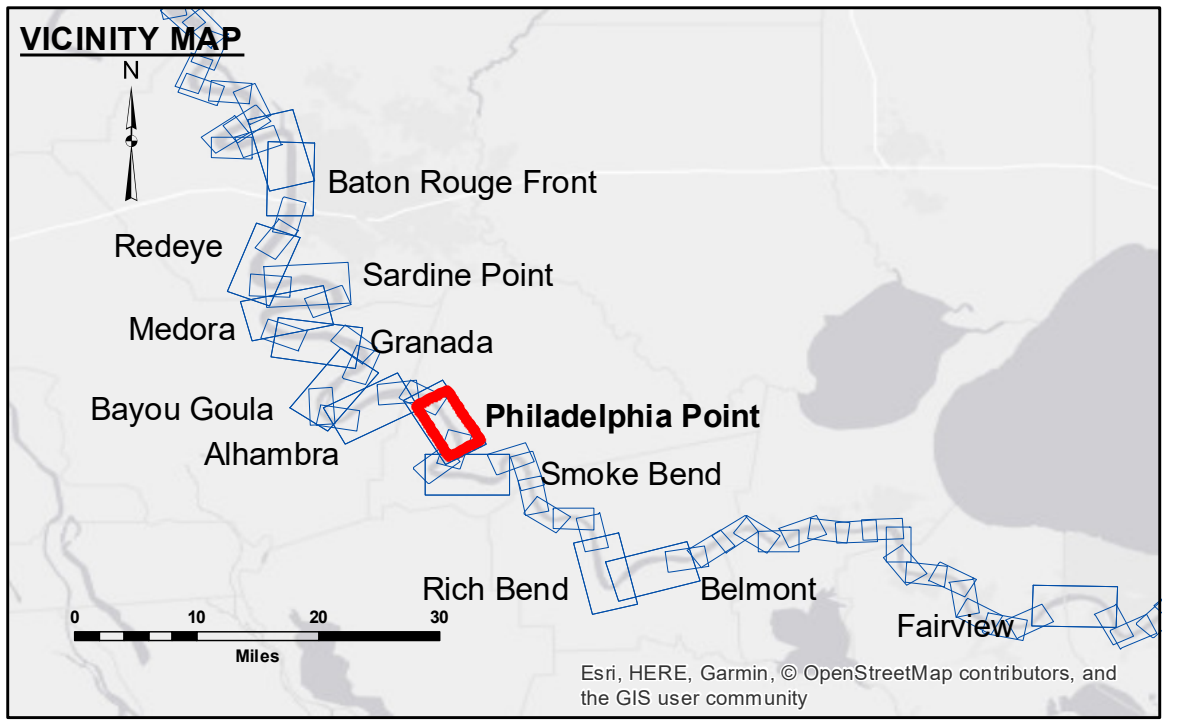 VICINITY MAP
N
Baton Rouge Front
Redeye
Sardine Point
Medora
Granada
Bayou Goula
Philadelphia Point
Alhambra
Smoke Bend
Rich Bend
Belmont
Fairview
0 10 20 30
Miles
Esri, HERE, Garmin, © OpenStreetMap contributors, and
the GIS user community